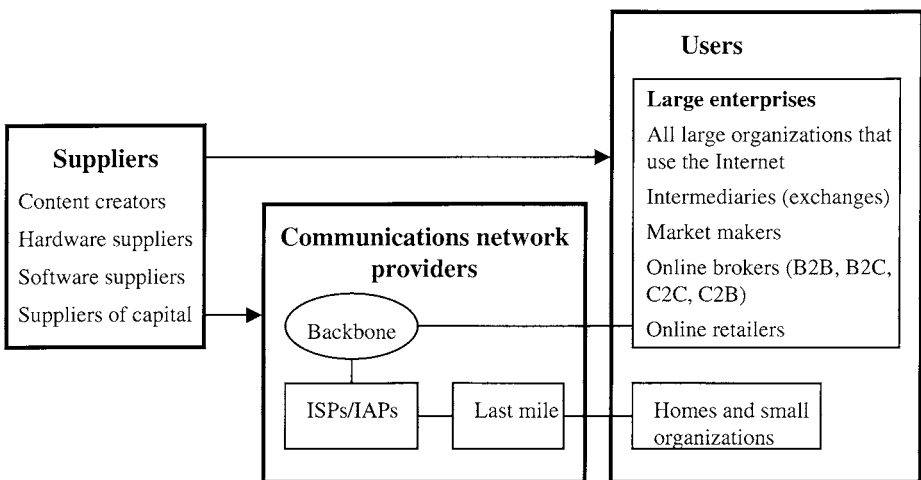 Suppliers
Content creators
Hardware suppliers
Software suppliers
Suppliers of capital
Communications network
providers
Backbone
ISPs/IAPs
Last mile
Users
Large enterprises
All large organizations that
use the Internet
Intermediaries (exchanges)
Market makers
Online brokers (B2B, B2C,
C2C, C2B)
Online retailers
Homes and small
organizations